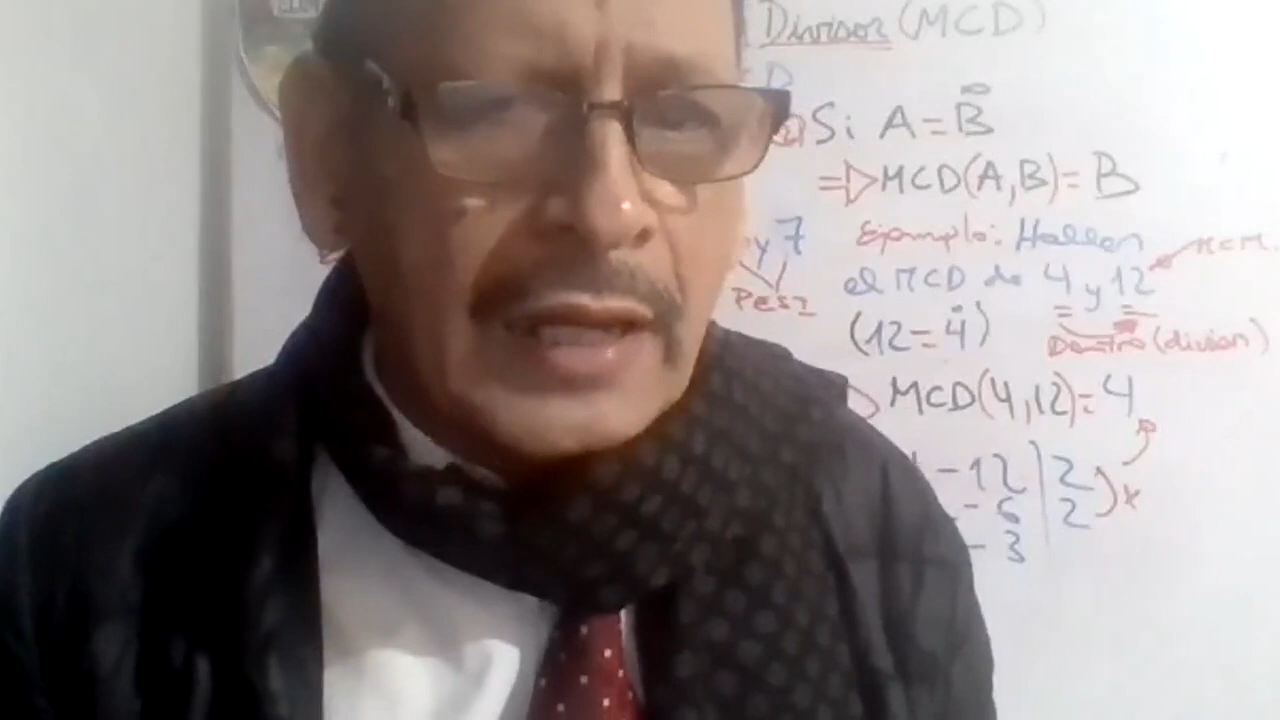 Divisor (MCD)
Si A = B°
⇒ MCD(A,B) = B
y 7
PESI
Ejemplo: Hallar
el MCD de 4 y 12
MCM.
(12 = 4°)
Dentro (división)
MCD(4,12) = 4
- 12 | 2
- 6 | 2
- 3
x